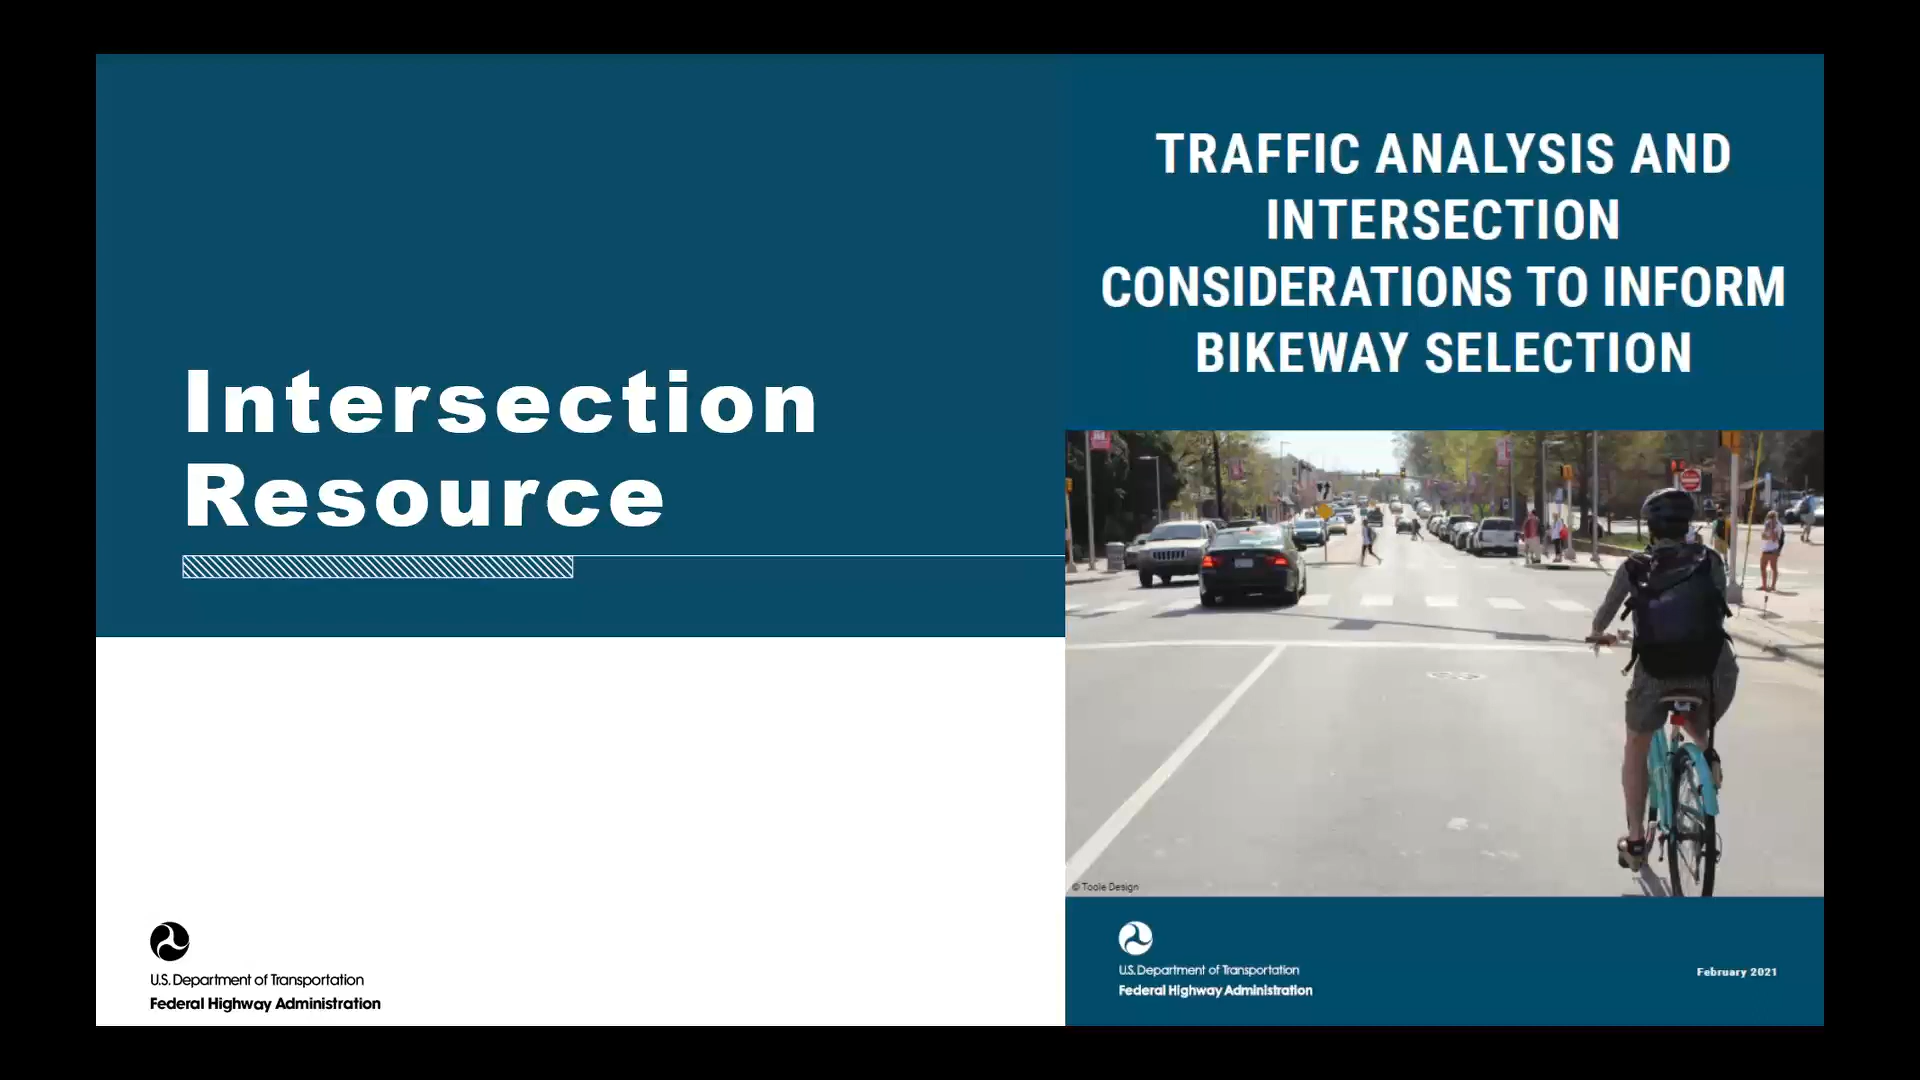 Intersection
Resource
U.S. Department of Transportation
Federal Highway Administration
TRAFFIC ANALYSIS AND
INTERSECTION
CONSIDERATIONS TO INFORM
BIKEWAY SELECTION
© Toole Design
U.S. Department of Transportation
Federal Highway Administration
February 2021